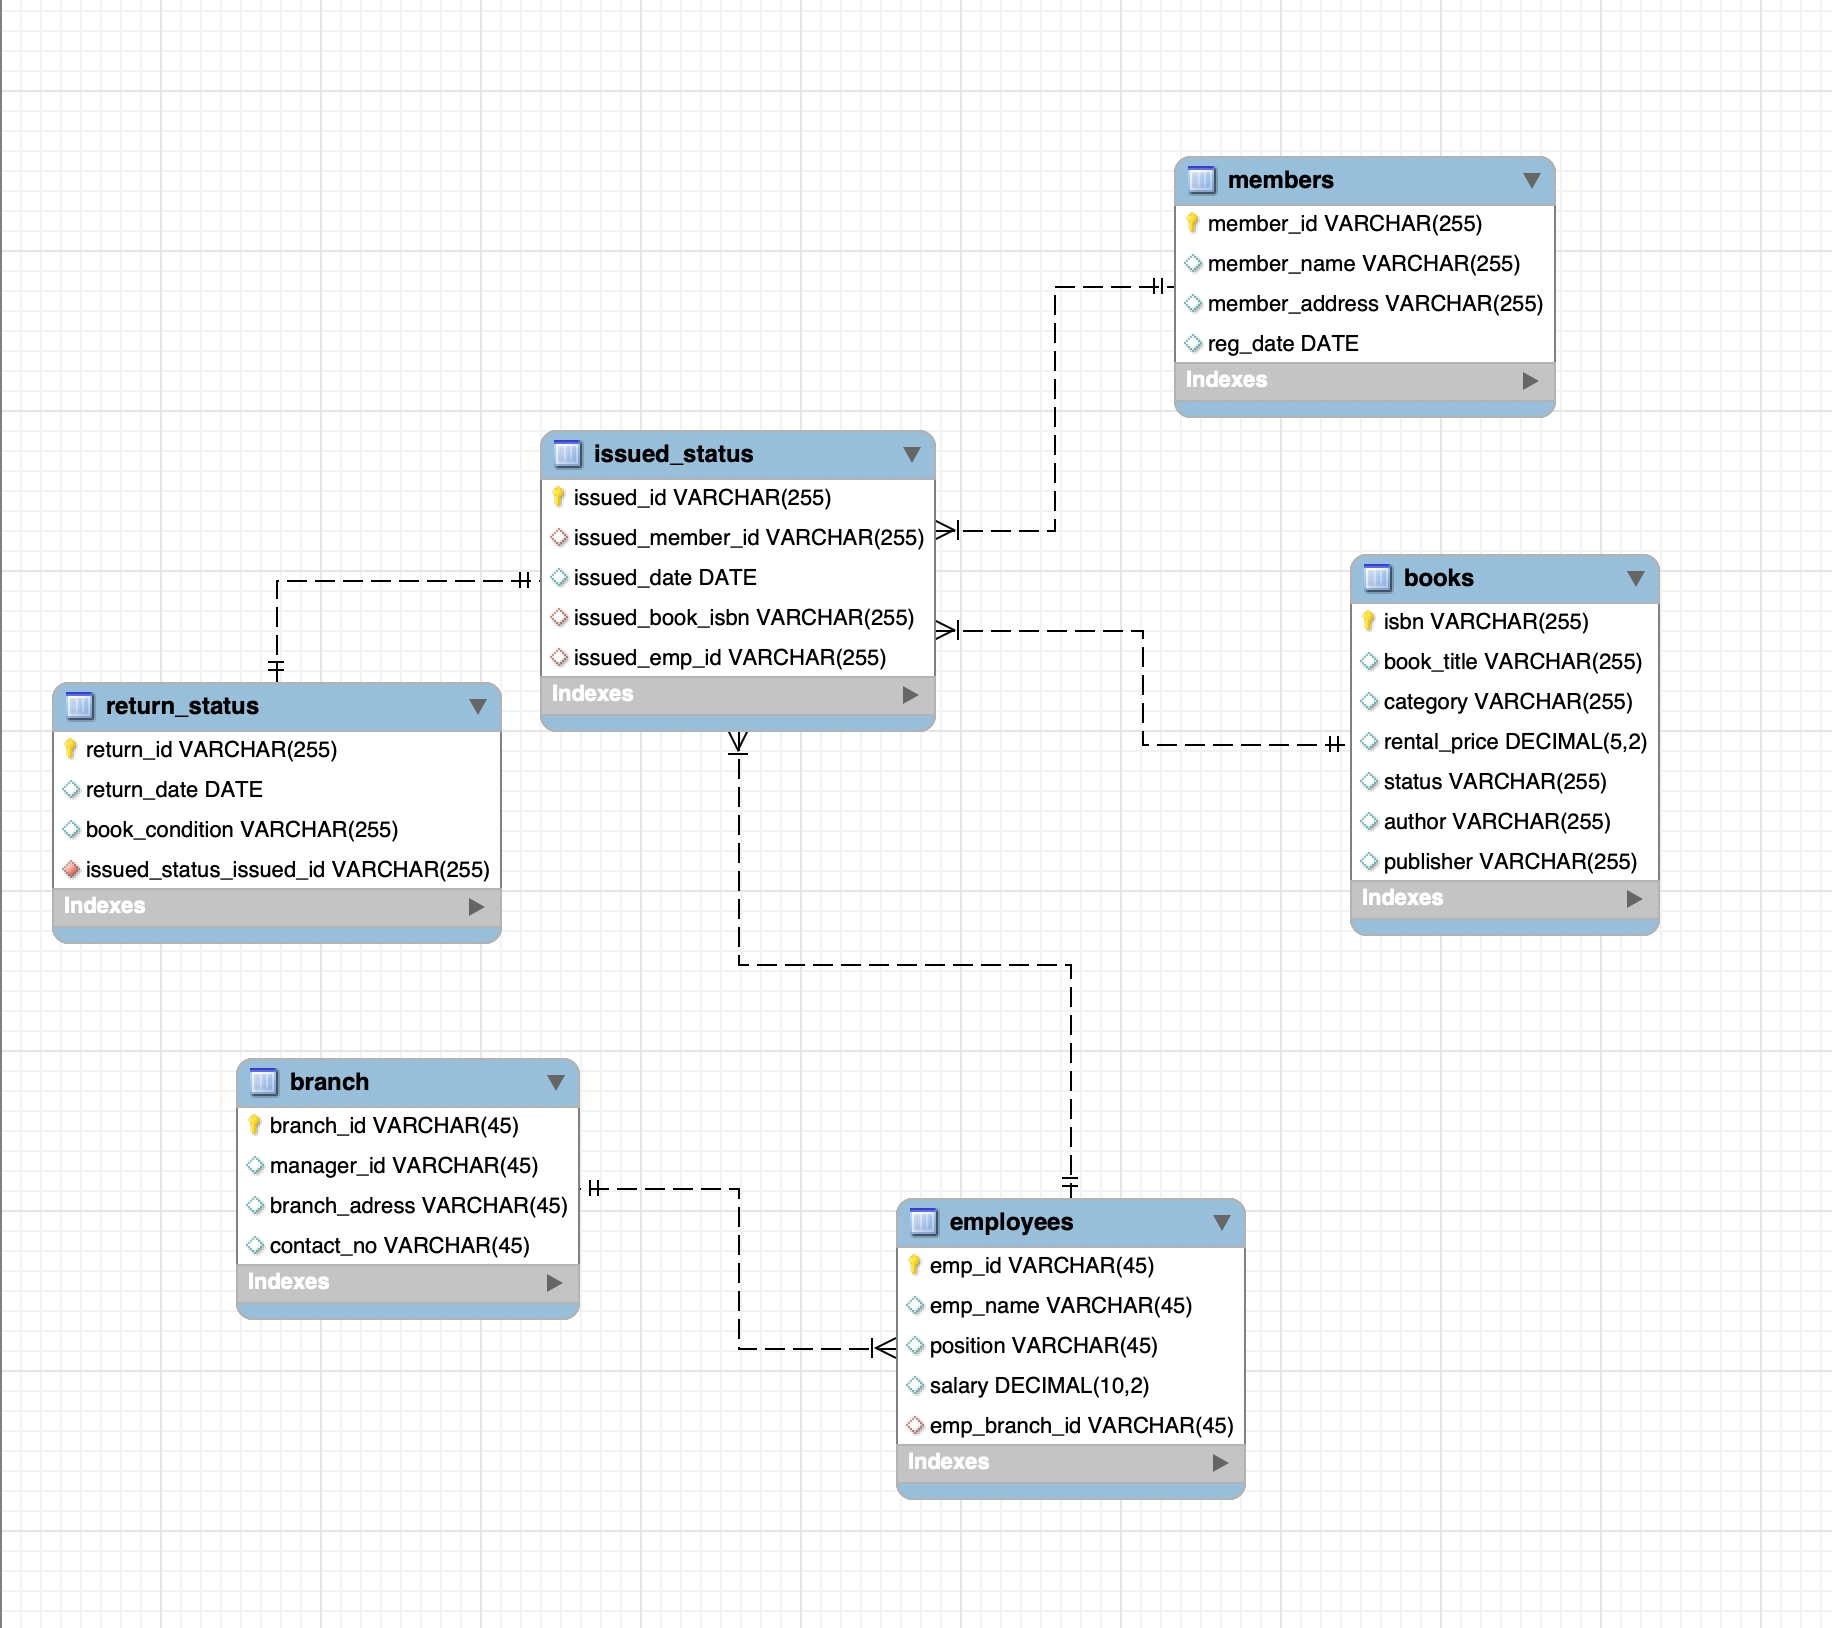 members
member_id VARCHAR(255)
member_name VARCHAR(255)
member_address VARCHAR(255)
reg_date DATE
Indexes
issued_status
issued_id VARCHAR(255)
issued_member_id VARCHAR(255)
issued_date DATE
issued_book_isbn VARCHAR(255)
issued_emp_id VARCHAR(255)
Indexes
books
isbn VARCHAR(255)
book_title VARCHAR(255)
category VARCHAR(255)
rental_price DECIMAL(5,2)
status VARCHAR(255)
author VARCHAR(255)
publisher VARCHAR(255)
Indexes
return_status
return_id VARCHAR(255)
return_date DATE
book_condition VARCHAR(255)
issued_status_issued_id VARCHAR(255)
Indexes
branch
branch_id VARCHAR(45)
manager_id VARCHAR(45)
branch_adress VARCHAR(45)
contact_no VARCHAR(45)
Indexes
employees
emp_id VARCHAR(45)
emp_name VARCHAR(45)
position VARCHAR(45)
salary DECIMAL(10,2)
emp_branch_id VARCHAR(45)
Indexes